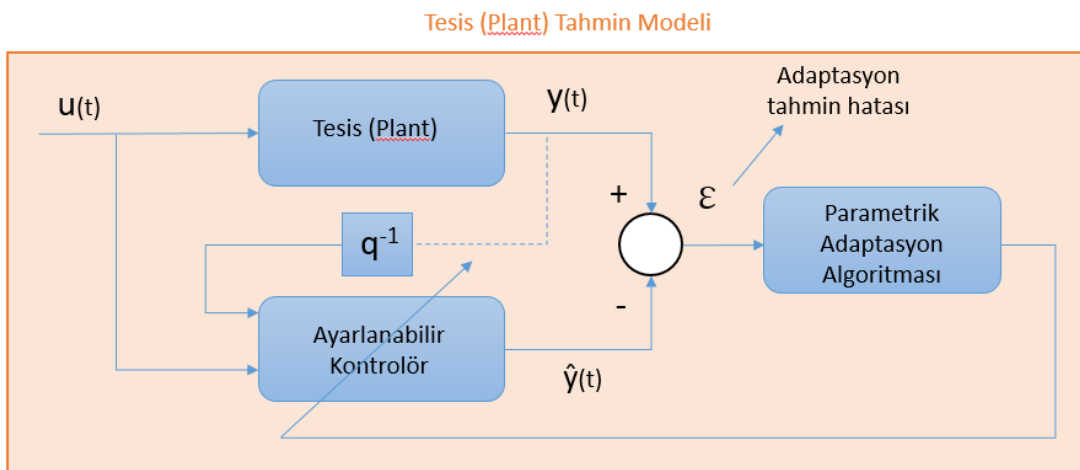 Tesis (Plant) Tahmin Modeli
u(t)
Tesis (Plant)
y(t)
Adaptasyon
tahmin hatası
+
ε
Parametrik
Adaptasyon
Algoritması
q-1
-
Ayarlanabilir
Kontrolör
ŷ(t)